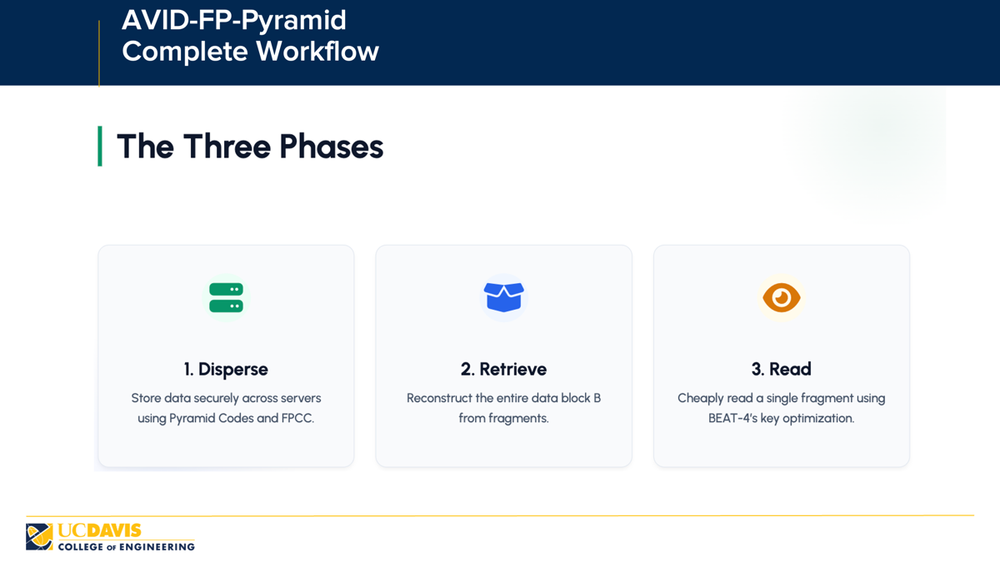 AVID-FP-Pyramid
Complete Workflow
The Three Phases
1. Disperse
Store data securely across servers
using Pyramid Codes and FPCC.
2. Retrieve
Reconstruct the entire data block B
from fragments.
3. Read
Cheaply read a single fragment using
BEAT-4’s key optimization.
UCDAVIS
COLLEGE OF ENGINEERING